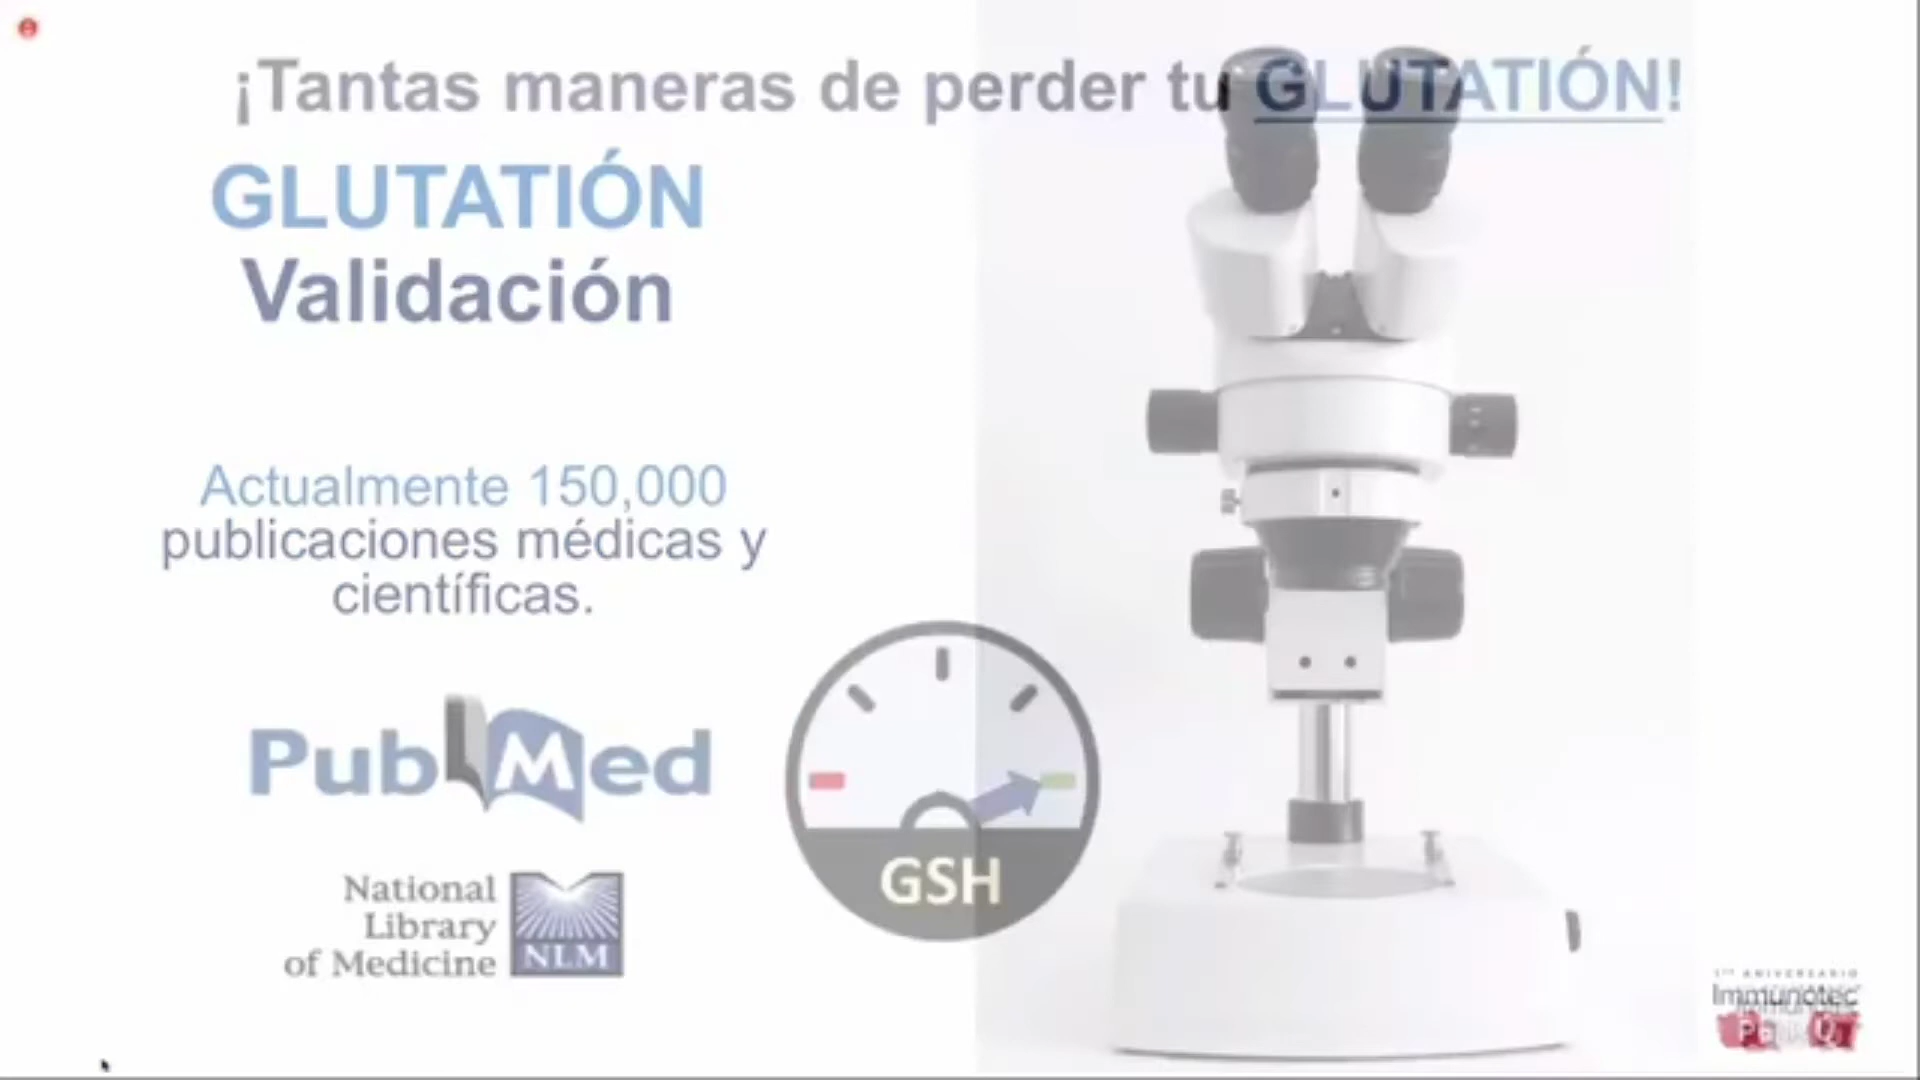 ¡Tantas maneras de perder tu GLUTATIÓN!
GLUTATIÓN
Validación
Actualmente 150,000
publicaciones médicas y
científicas.
PubMed
National
Library
of Medicine
NLM
GSH
ANIVERSARIO
Immunotec